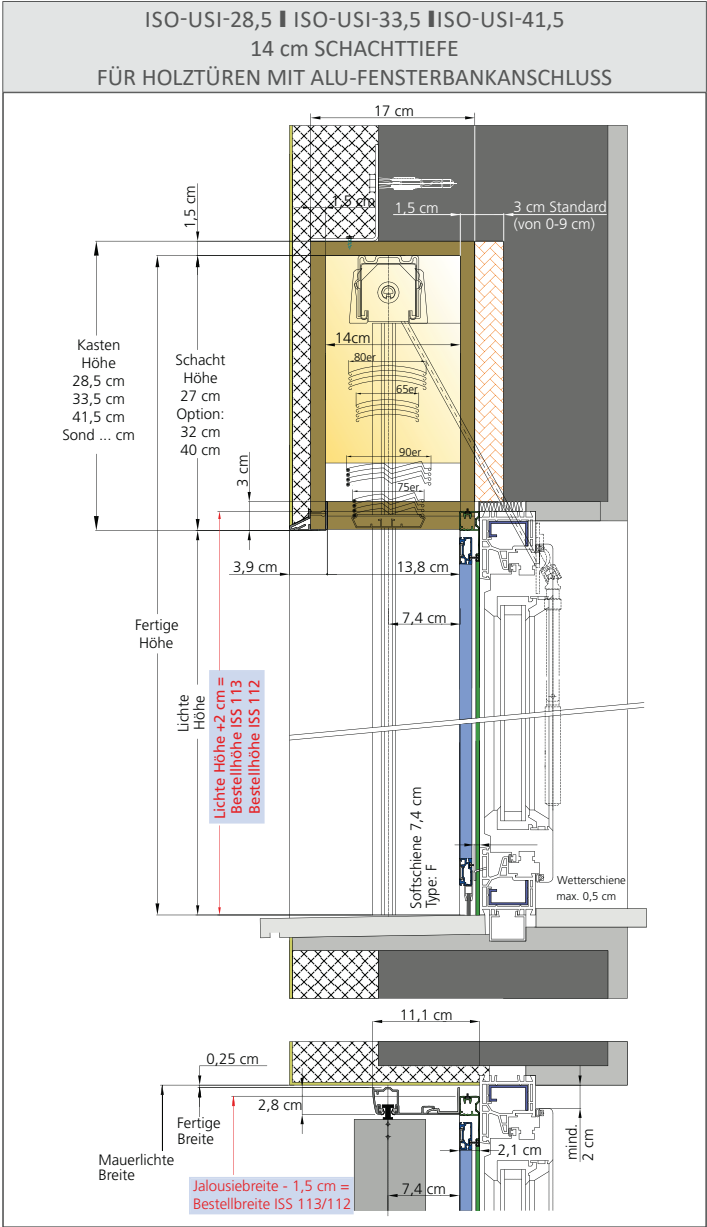 ISO-USI-28,5 ▌ ISO-USI-33,5 ▌ISO-USI-41,5
14 cm SCHACHTTIEFE
FÜR HOLZTÜREN MIT ALU-FENSTERBANKANSCHLUSS
17 cm
1,5 cm
1,5 cm
1,5 cm
3 cm Standard
(von 0-9 cm)
14cm
80er
65er
90er
75er
Kasten
Höhe
28,5 cm
33,5 cm
41,5 cm
Sond ... cm
Schacht
Höhe
27 cm
Option:
32 cm
40 cm
3 cm
3,9 cm
13,8 cm
7,4 cm
Fertige
Höhe
Lichte
Höhe
Lichte Höhe +2 cm =
Bestellhöhe ISS 113
Bestellhöhe ISS 112
Softschiene 7,4 cm
Type: F
Wetterschiene
max. 0,5 cm
11,1 cm
0,25 cm
2,8 cm
Fertige
Breite
Mauerlichte
Breite
mind.
2 cm
2,1 cm
Jalousiebreite - 1,5 cm =
Bestellbreite ISS 113/112
7,4 cm